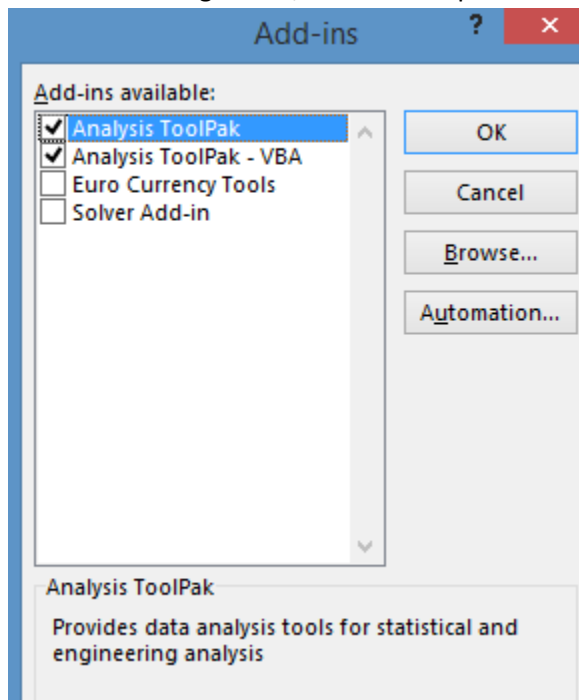 Add-ins ?
Add-ins available:
Analysis ToolPak
Analysis ToolPak - VBA
Euro Currency Tools
Solver Add-in
OK
Cancel
Browse...
Automation...
Analysis ToolPak
Provides data analysis tools for statistical and
engineering analysis